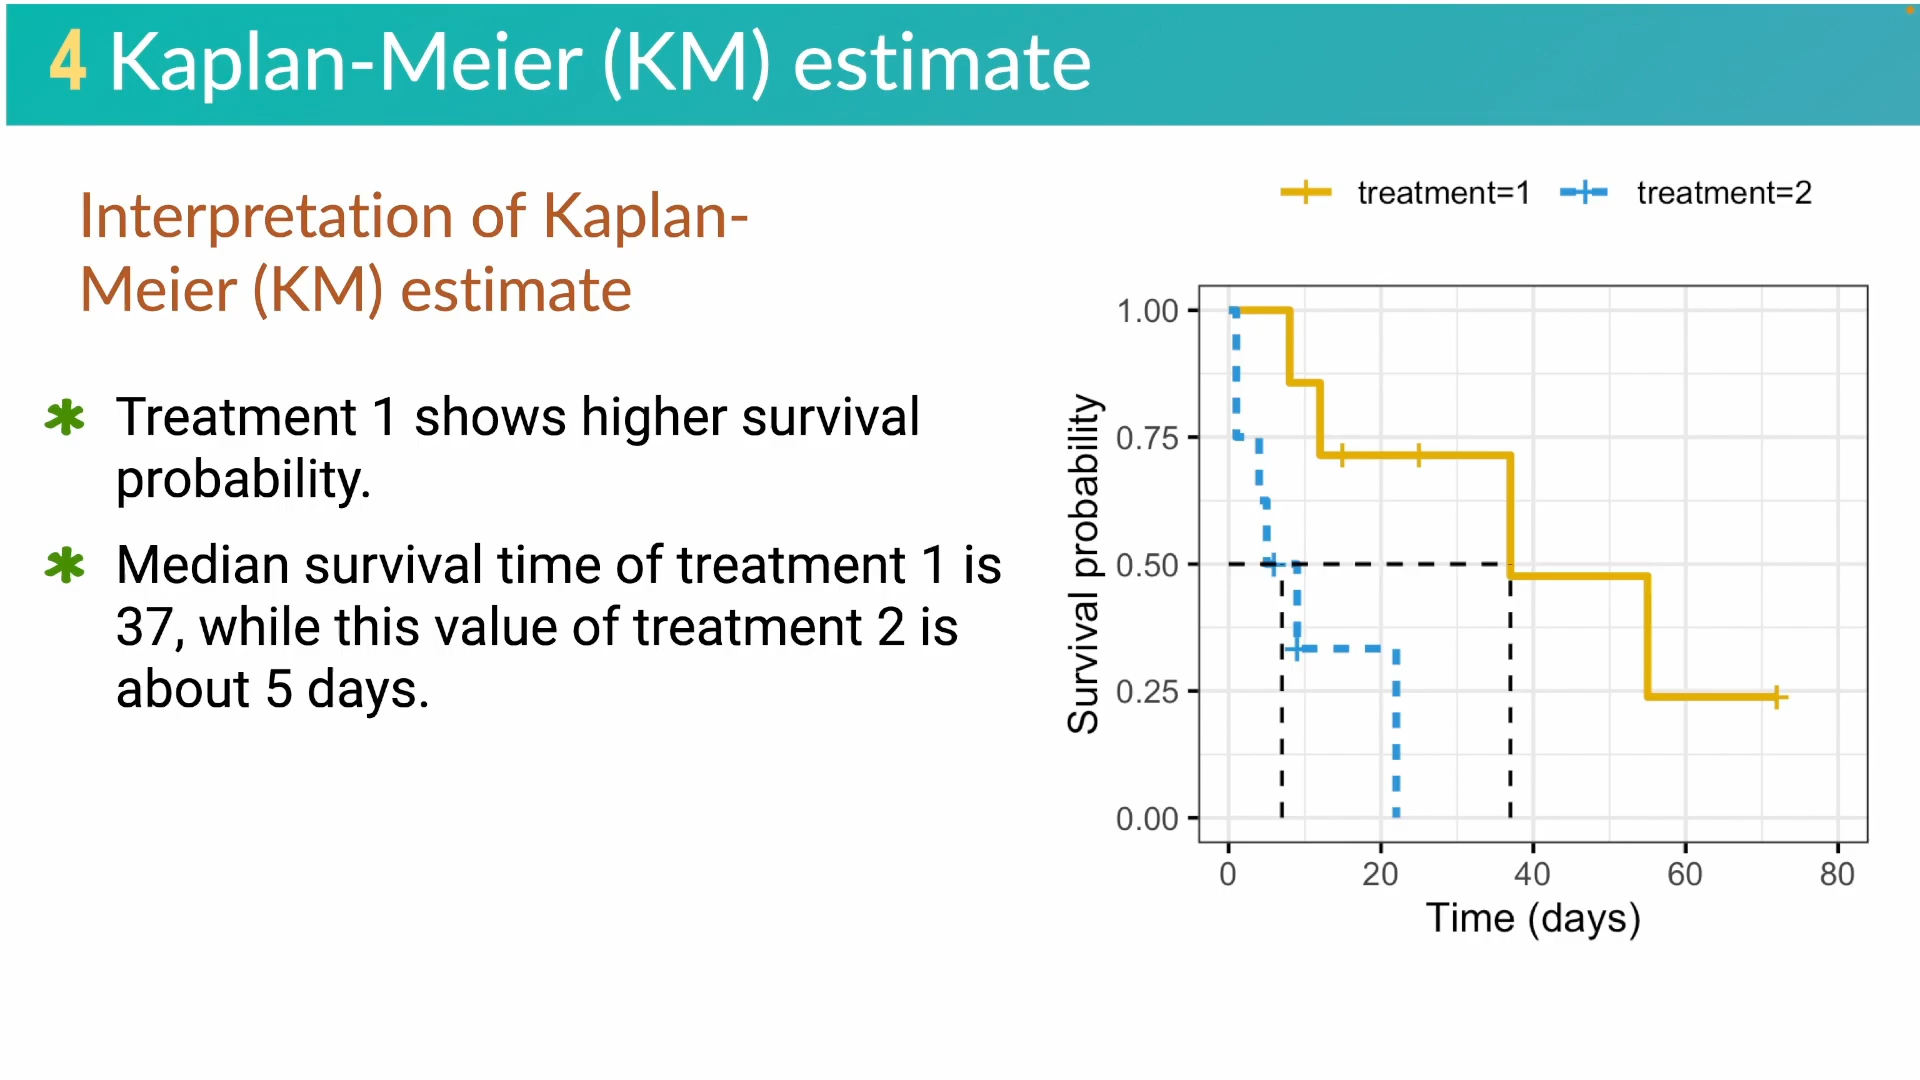 4 Kaplan-Meier (KM) estimate
Interpretation of Kaplan-
Meier (KM) estimate
Treatment 1 shows higher survival
probability.
Median survival time of treatment 1 is
37, while this value of treatment 2 is
about 5 days.
treatment=1 treatment=2
Survival probability
1.00
0.75
0.50
0.25
0.00
0 20 40 60 80
Time (days)